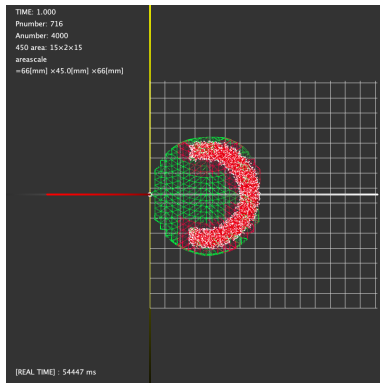 TIME: 1.000
Pnumber: 716
Anumber: 4000
450 area: 15×2×15
areascale
=66[mm] ×45.0[mm] ×66[mm]
[REAL TIME] : 54447 ms